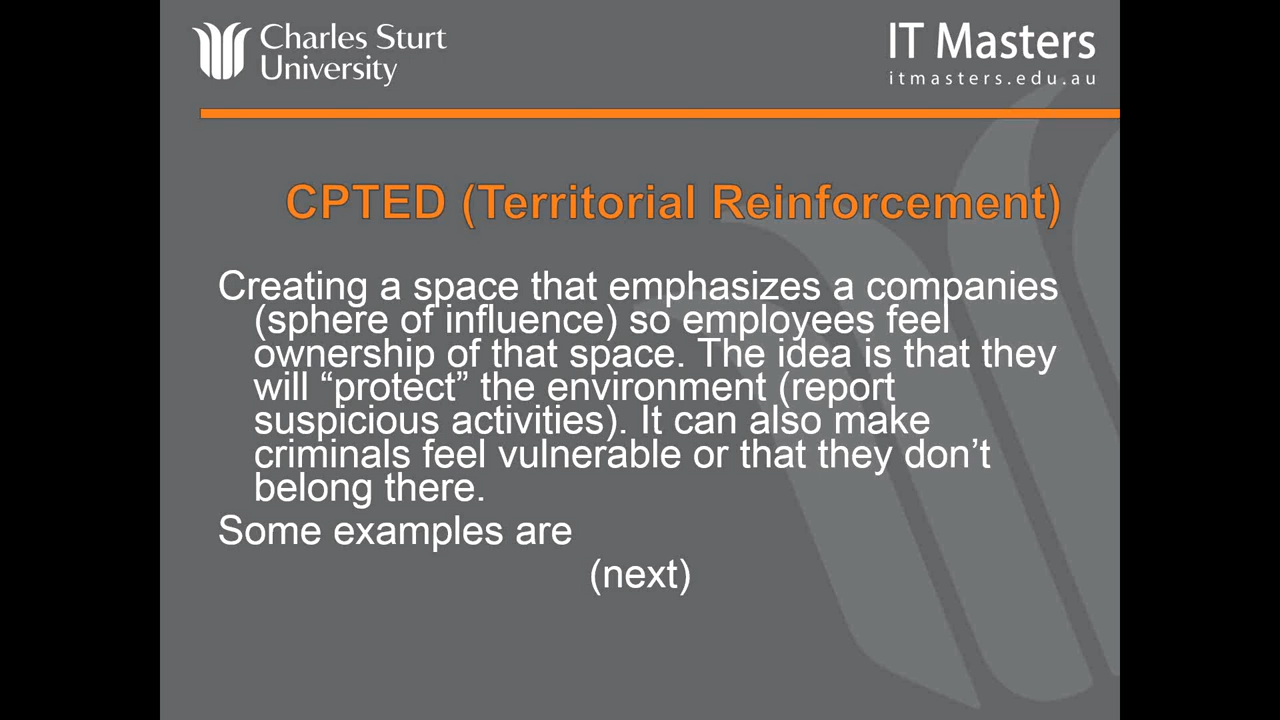 Charles Sturt
University
IT Masters
itmasters.edu.au
CPTED (Territorial Reinforcement)
Creating a space that emphasizes a companies
(sphere of influence) so employees feel
ownership of that space. The idea is that they
will “protect” the environment (report
suspicious activities). It can also make
criminals feel vulnerable or that they don’t
belong there.
Some examples are
(next)